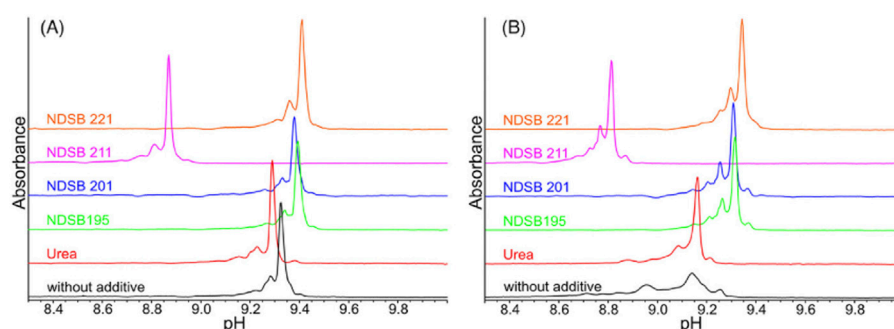 (A)
NDSB 221
NDSB 211
NDSB 201
NDSB195
Urea
without additive
Absorbance
8.4 8.6 8.8 9.0 9.2 9.4 9.6 9.8
pH
(B)
NDSB 221
NDSB 211
NDSB 201
NDSB195
Urea
without additive
Absorbance
8.4 8.6 8.8 9.0 9.2 9.4 9.6 9.8
pH